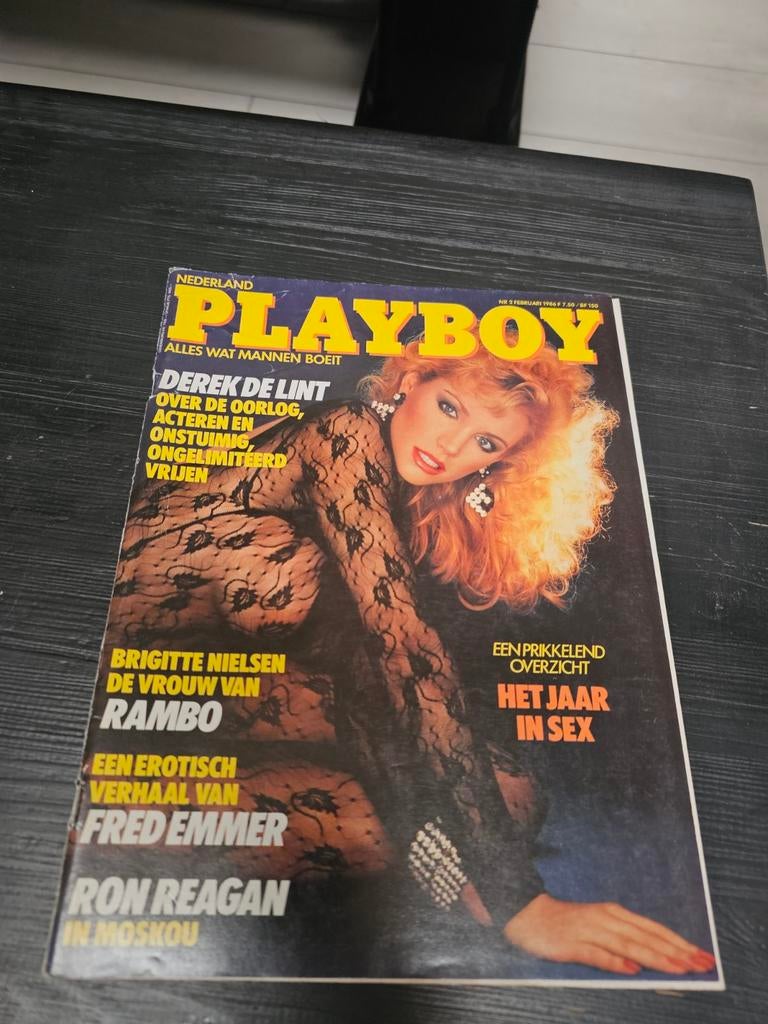 NEDERLAND
NR 2 FEBRUARI 1986 F 7.50 / BF 150
PLAYBOY
ALLES WAT MANNEN BOEIT
DEREK DE LINT
OVER DE OORLOG,
ACTEREN EN
ONSTUIMIG,
ONGELIMITEERD
VRIJEN
BRIGITTE NIELSEN
DE VROUW VAN
RAMBO
EEN PRIKKELEND
OVERZICHT
HET JAAR
IN SEX
EEN EROTISCH
VERHAAL VAN
FRED EMMER
RON REAGAN
IN MOSKOU